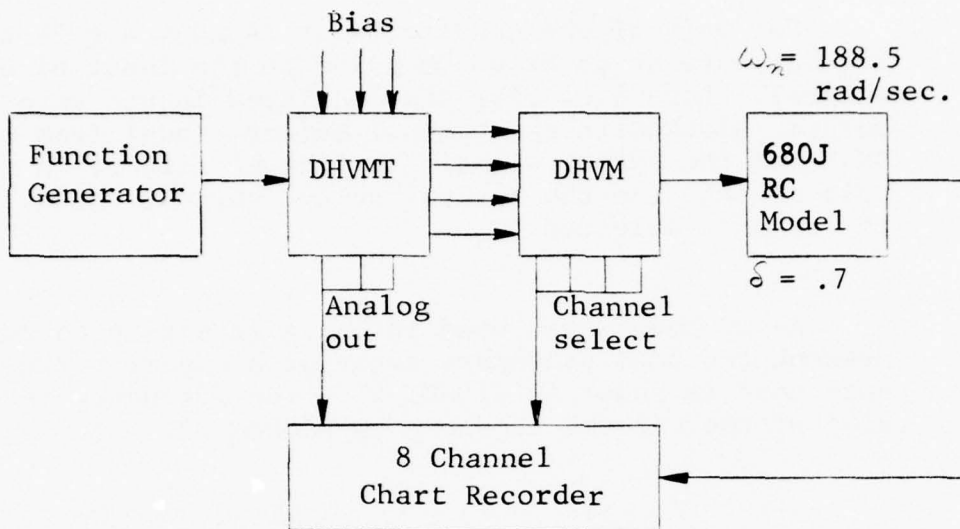 Bias
ωₙ= 188.5
rad/sec.
Function
Generator
DHVMT
DHVM
680J
RC
Model
δ = .7
Analog
out
Channel
select
8 Channel
Chart Recorder